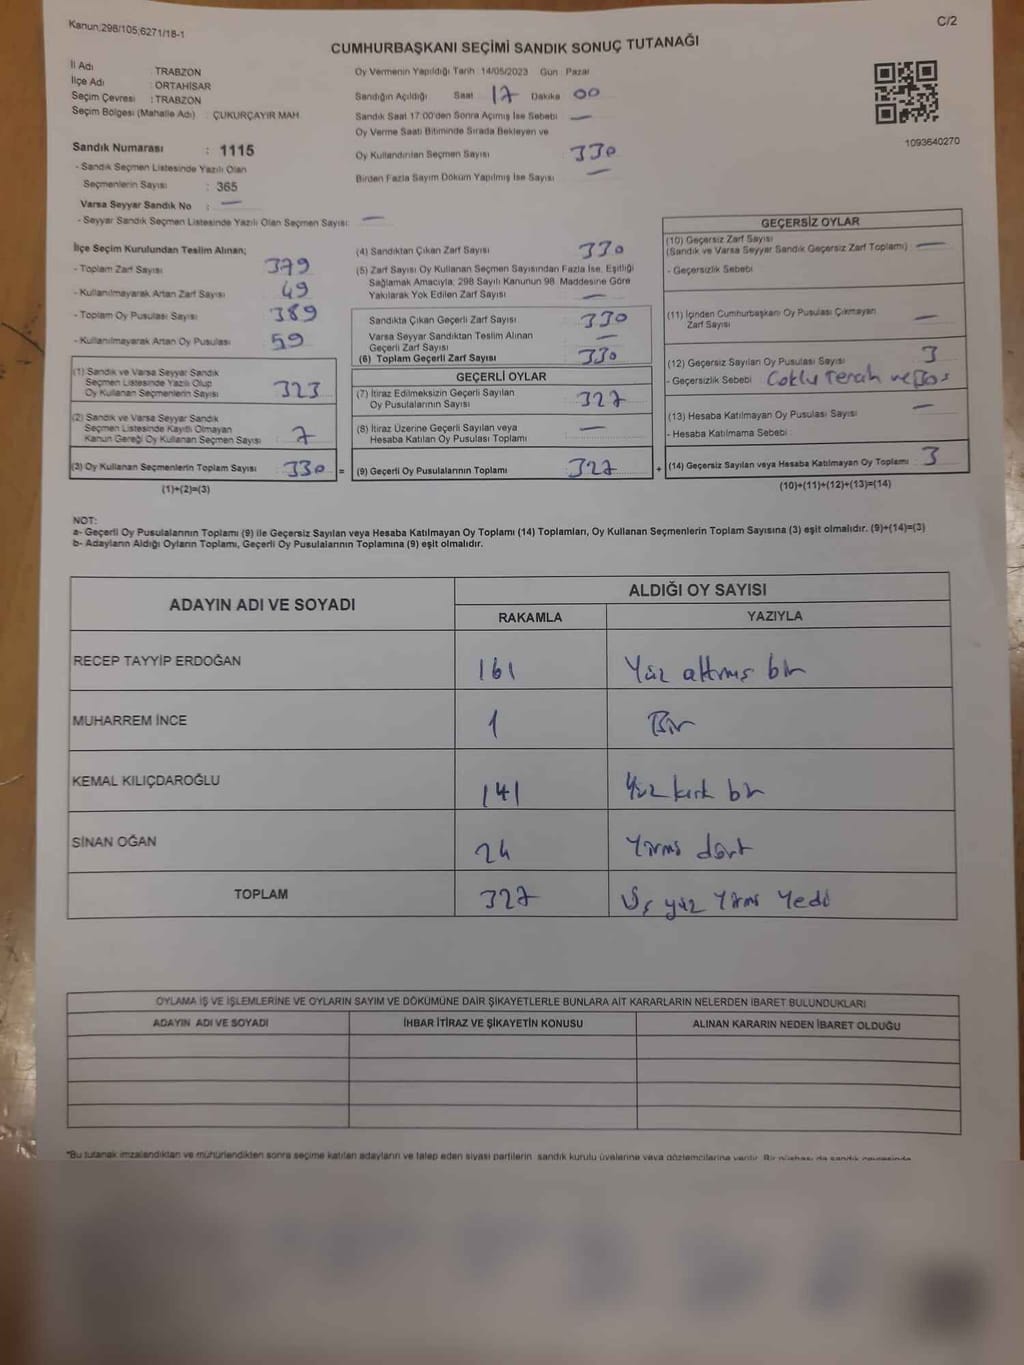 Kanun:298/105;6271/18-1
C/2
CUMHURBAŞKANI SEÇİMİ SANDIK SONUÇ TUTANAĞI
İl Adı : TRABZON
İlçe Adı : ORTAHİSAR
Seçim Çevresi : TRABZON
Seçim Bölgesi (Mahalle Adı) : ÇUKURÇAYIR MAH
Sandık Numarası : 1115
- Sandık Seçmen Listesinde Yazılı Olan
Seçmenlerin Sayısı : 365
Varsa Seyyar Sandık No : —
- Seyyar Sandık Seçmen Listesinde Yazılı Olan Seçmen Sayısı: —
Oy Vermenin Yapıldığı Tarih :14/05/2023 Gün : Pazar
Sandığın Açıldığı Saat 17 Dakika 00
Sandık Saat 17:00'den Sonra Açılmış İse Sebebi —
Oy Verme Saati Bitiminde Sırada Bekleyen ve
Oy Kullandırılan Seçmen Sayısı 330
Birden Fazla Sayım Döküm Yapılmış İse Sayısı —
1093640270
İlçe Seçim Kurulundan Teslim Alınan;
- Toplam Zarf Sayısı 379
- Kullanılmayarak Artan Zarf Sayısı 49
- Toplam Oy Pusulası Sayısı 389
- Kullanılmayarak Artan Oy Pusulası 59
(1) Sandık ve Varsa Seyyar Sandık
Seçmen Listesinde Yazılı Olup
Oy Kullanan Seçmenlerin Sayısı 323
(2) Sandık ve Varsa Seyyar Sandık
Seçmen Listesinde Kayıtlı Olmayan
Kanun Gereği Oy Kullanan Seçmen Sayısı 7
(3) Oy Kullanan Seçmenlerin Toplam Sayısı 330 =
(1)+(2)=(3)
(4) Sandıktan Çıkan Zarf Sayısı 330
(5) Zarf Sayısı Oy Kullanan Seçmen Sayısından Fazla İse, Eşitliği
Sağlamak Amacıyla, 298 Sayılı Kanunun 98. Maddesine Göre
Yakılarak Yok Edilen Zarf Sayısı —
Sandıkta Çıkan Geçerli Zarf Sayısı 330
Varsa Seyyar Sandıktan Teslim Alınan
Geçerli Zarf Sayısı —
(6) Toplam Geçerli Zarf Sayısı 330
GEÇERLİ OYLAR
(7) İtiraz Edilmeksizin Geçerli Sayılan
Oy Pusulalarının Sayısı 327
(8) İtiraz Üzerine Geçerli Sayılan veya
Hesaba Katılan Oy Pusulası Toplamı —
(9) Geçerli Oy Pusulalarının Toplamı 327 +
GEÇERSİZ OYLAR
(10) Geçersiz Zarf Sayısı
(Sandık ve Varsa Seyyar Sandık Geçersiz Zarf Toplamı) —
- Geçersizlik Sebebi
(11) İçinden Cumhurbaşkanı Oy Pusulası Çıkmayan
Zarf Sayısı —
(12) Geçersiz Sayılan Oy Pusulası Sayısı 3
- Geçersizlik Sebebi Çoklu Tercih ve Boş
(13) Hesaba Katılmayan Oy Pusulası Sayısı —
- Hesaba Katılmama Sebebi :
(14) Geçersiz Sayılan veya Hesaba Katılmayan Oy Toplamı 3
(10)+(11)+(12)+(13)=(14)
NOT:
a- Geçerli Oy Pusulalarının Toplamı (9) ile Geçersiz Sayılan veya Hesaba Katılmayan Oy Toplamı (14) Toplamları, Oy Kullanan Seçmenlerin Toplam Sayısına (3) eşit olmalıdır. (9)+(14)=(3)
b- Adayların Aldığı Oyların Toplamı, Geçerli Oy Pusulalarının Toplamına (9) eşit olmalıdır.
ADAYIN ADI VE SOYADI ALDIĞI OY SAYISI
RAKAMLA YAZIYLA
RECEP TAYYİP ERDOĞAN 161 Yüz altmış bir
MUHARREM İNCE 1 Bir
KEMAL KILIÇDAROĞLU 141 Yüz kırk bir
SİNAN OĞAN 24 Yirmi dört
TOPLAM 327 Üç yüz Yirmi Yedi
OYLAMA İŞ VE İŞLEMLERİNE VE OYLARIN SAYIM VE DÖKÜMÜNE DAİR ŞİKAYETLERLE BUNLARA AİT KARARLARIN NELERDEN İBARET BULUNDUKLARI
ADAYIN ADI VE SOYADI İHBAR İTİRAZ VE ŞİKAYETİN KONUSU ALINAN KARARIN NEDEN İBARET OLDUĞU
*Bu tutanak imzalandıktan ve mühürlendikten sonra seçime katılan adayların ve talep eden siyasi partilerin, sandık kurulu üyelerine veya gözlemcilerine verilir. Bir nüshası da sandık çevresinde